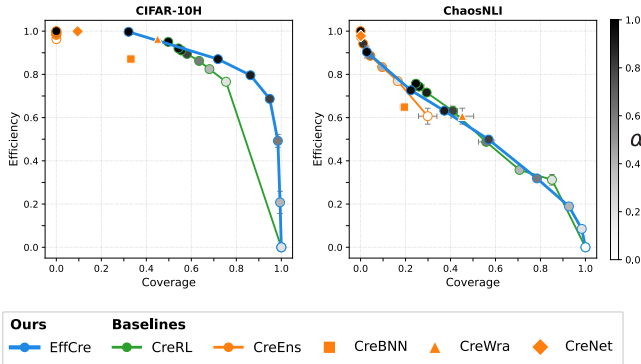 CIFAR-10H
ChaosNLI
1.0
0.8
0.6
0.4
0.2
0.0
Efficiency
0.0
0.2
0.4
0.6
0.8
1.0
Coverage
1.0
0.8
0.6
0.4
0.2
0.0
Efficiency
0.0
0.2
0.4
0.6
0.8
1.0
Coverage
1.0
0.8
0.6
0.4
0.2
0.0
α
Ours
Baselines
EffCre
CreRL
CreEns
CreBNN
CreWra
CreNet